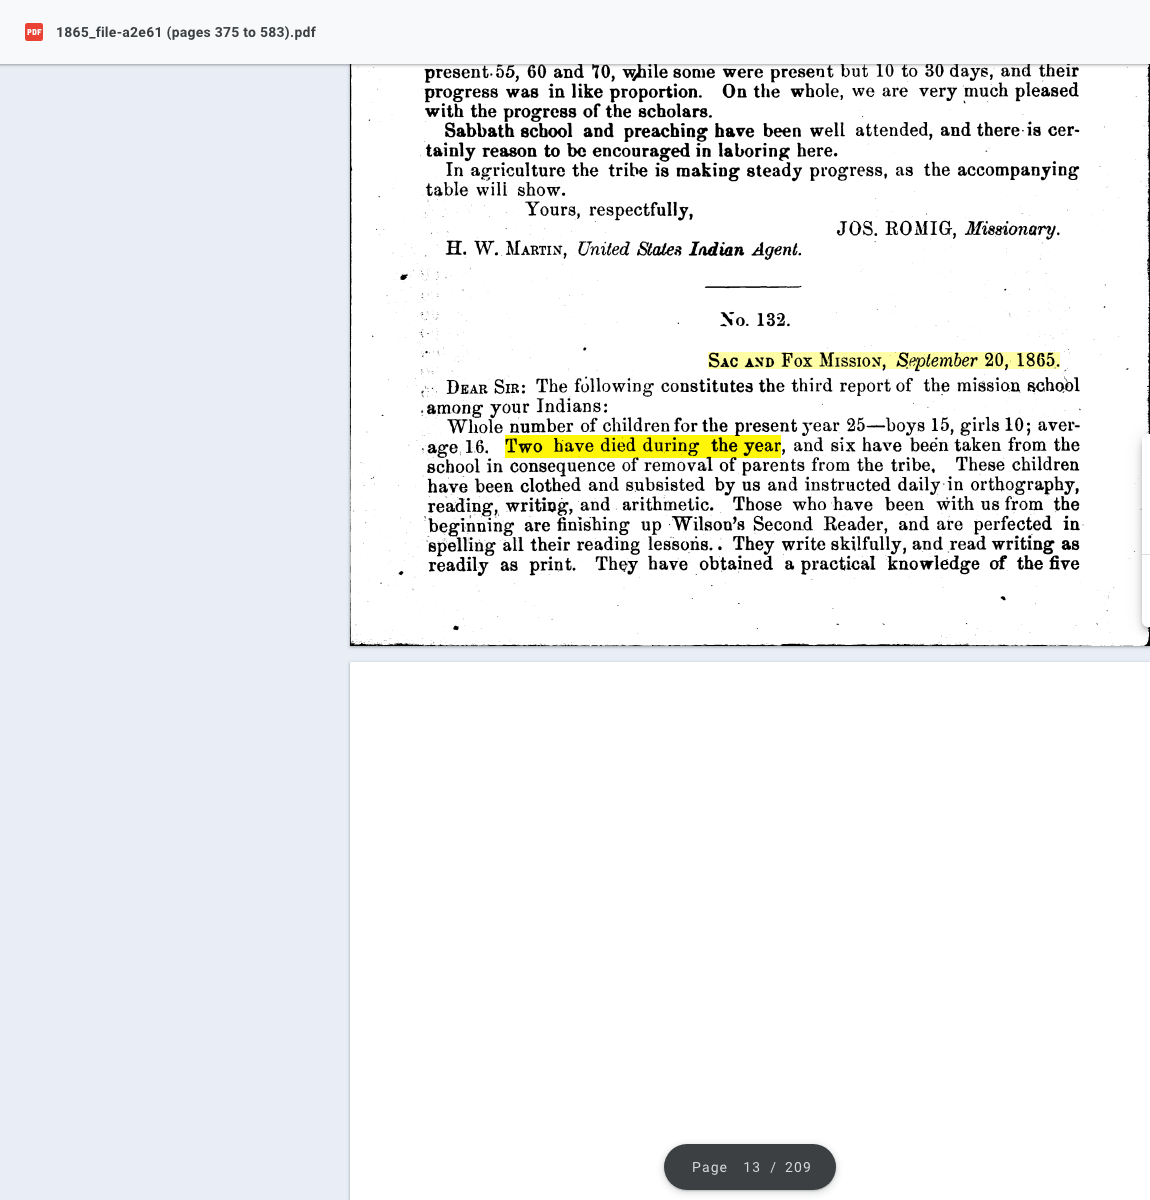 1865_file-a2e61 (pages 375 to 583).pdf
present 55, 60 and 70, while some were present but 10 to 30 days, and their
progress was in like proportion. On the whole, we are very much pleased
with the progress of the scholars.
Sabbath school and preaching have been well attended, and there is cer-
tainly reason to be encouraged in laboring here.
In agriculture the tribe is making steady progress, as the accompanying
table will show.
Yours, respectfully,
JOS. ROMIG, Missionary.
H. W. MARTIN, United States Indian Agent.
No. 132.
SAC AND FOX MISSION, September 20, 1865.
DEAR SIR: The following constitutes the third report of the mission school
among your Indians:
Whole number of children for the present year 25—boys 15, girls 10; aver-
age 16. Two have died during the year, and six have been taken from the
school in consequence of removal of parents from the tribe. These children
have been clothed and subsisted by us and instructed daily in orthography,
reading, writing, and arithmetic. Those who have been with us from the
beginning are finishing up Wilson's Second Reader, and are perfected in
spelling all their reading lessons. They write skilfully, and read writing as
readily as print. They have obtained a practical knowledge of the five
Page 13 / 209